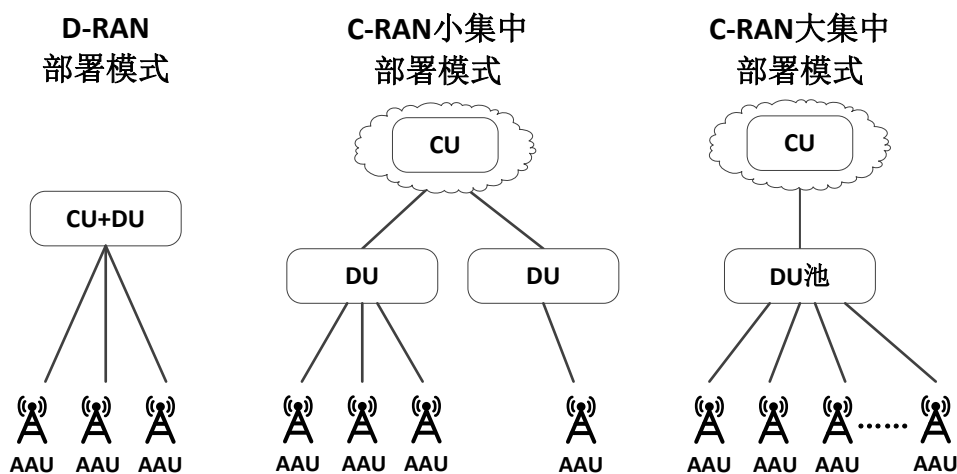 D-RAN
部署模式
C-RAN小集中
部署模式
C-RAN大集中
部署模式
CU
CU
CU+DU
DU
DU
DU池
AAU
AAU
AAU
AAU
AAU
AAU
AAU
AAU
AAU
AAU
......
AAU